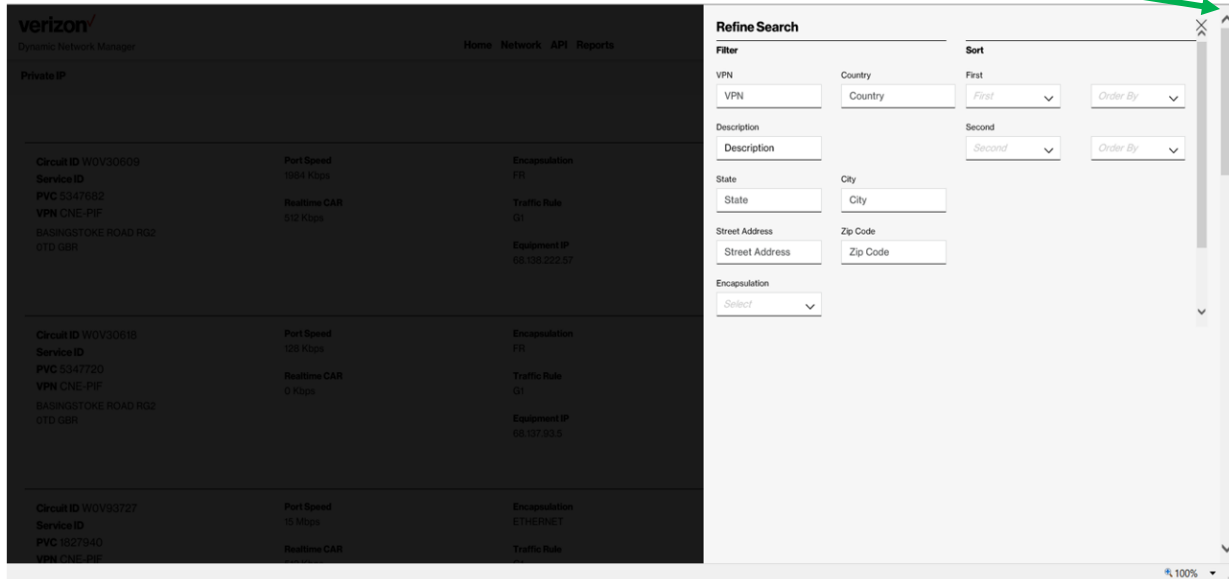 verizon
Dynamic Network Manager
Home Network API Reports
Private IP
Circuit ID W0V30609
Service ID
PVC 5347682
VPN CNE-PIF
BASINGSTOKE ROAD RG2
0TD GBR
Port Speed
1984 Kbps
Realtime CAR
512 Kbps
Encapsulation
FR
Traffic Rule
G1
Equipment IP
68.138.222.57
Circuit ID W0V30618
Service ID
PVC 5347720
VPN CNE-PIF
BASINGSTOKE ROAD RG2
0TD GBR
Port Speed
128 Kbps
Realtime CAR
0 Kbps
Encapsulation
FR
Traffic Rule
G1
Equipment IP
68.137.93.5
Circuit ID W0V93727
Service ID
PVC 1827940
VPN CNE-PIF
Port Speed
15 Mbps
Realtime CAR
Encapsulation
ETHERNET
Traffic Rule
Refine Search
Filter
VPN
VPN
Country
Country
Description
Description
State
State
City
City
Street Address
Street Address
Zip Code
Zip Code
Encapsulation
Select
Sort
First
First
Order By
Second
Second
Order By
100%